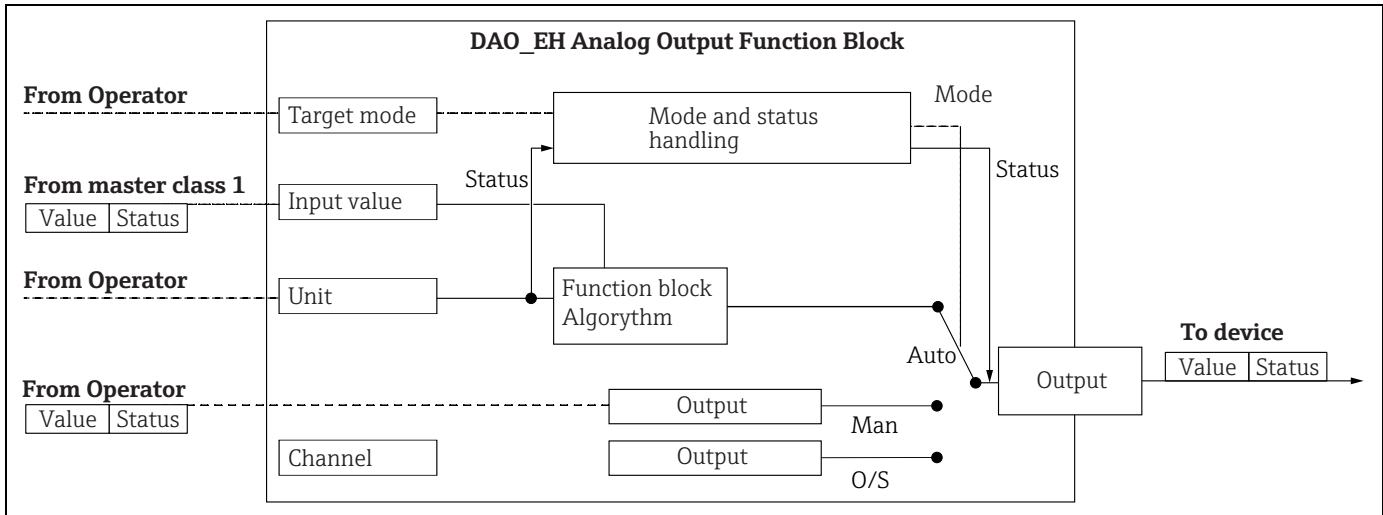 DAO_EH Analog Output Function Block
From Operator
Target mode
Mode and status
handling
Mode
From master class 1
Value Status
Input value
Status
Status
From Operator
Unit
Function block
Algorythm
Auto
To device
Value Status
Output
From Operator
Value Status
Output
Man
Channel
Output
O/S